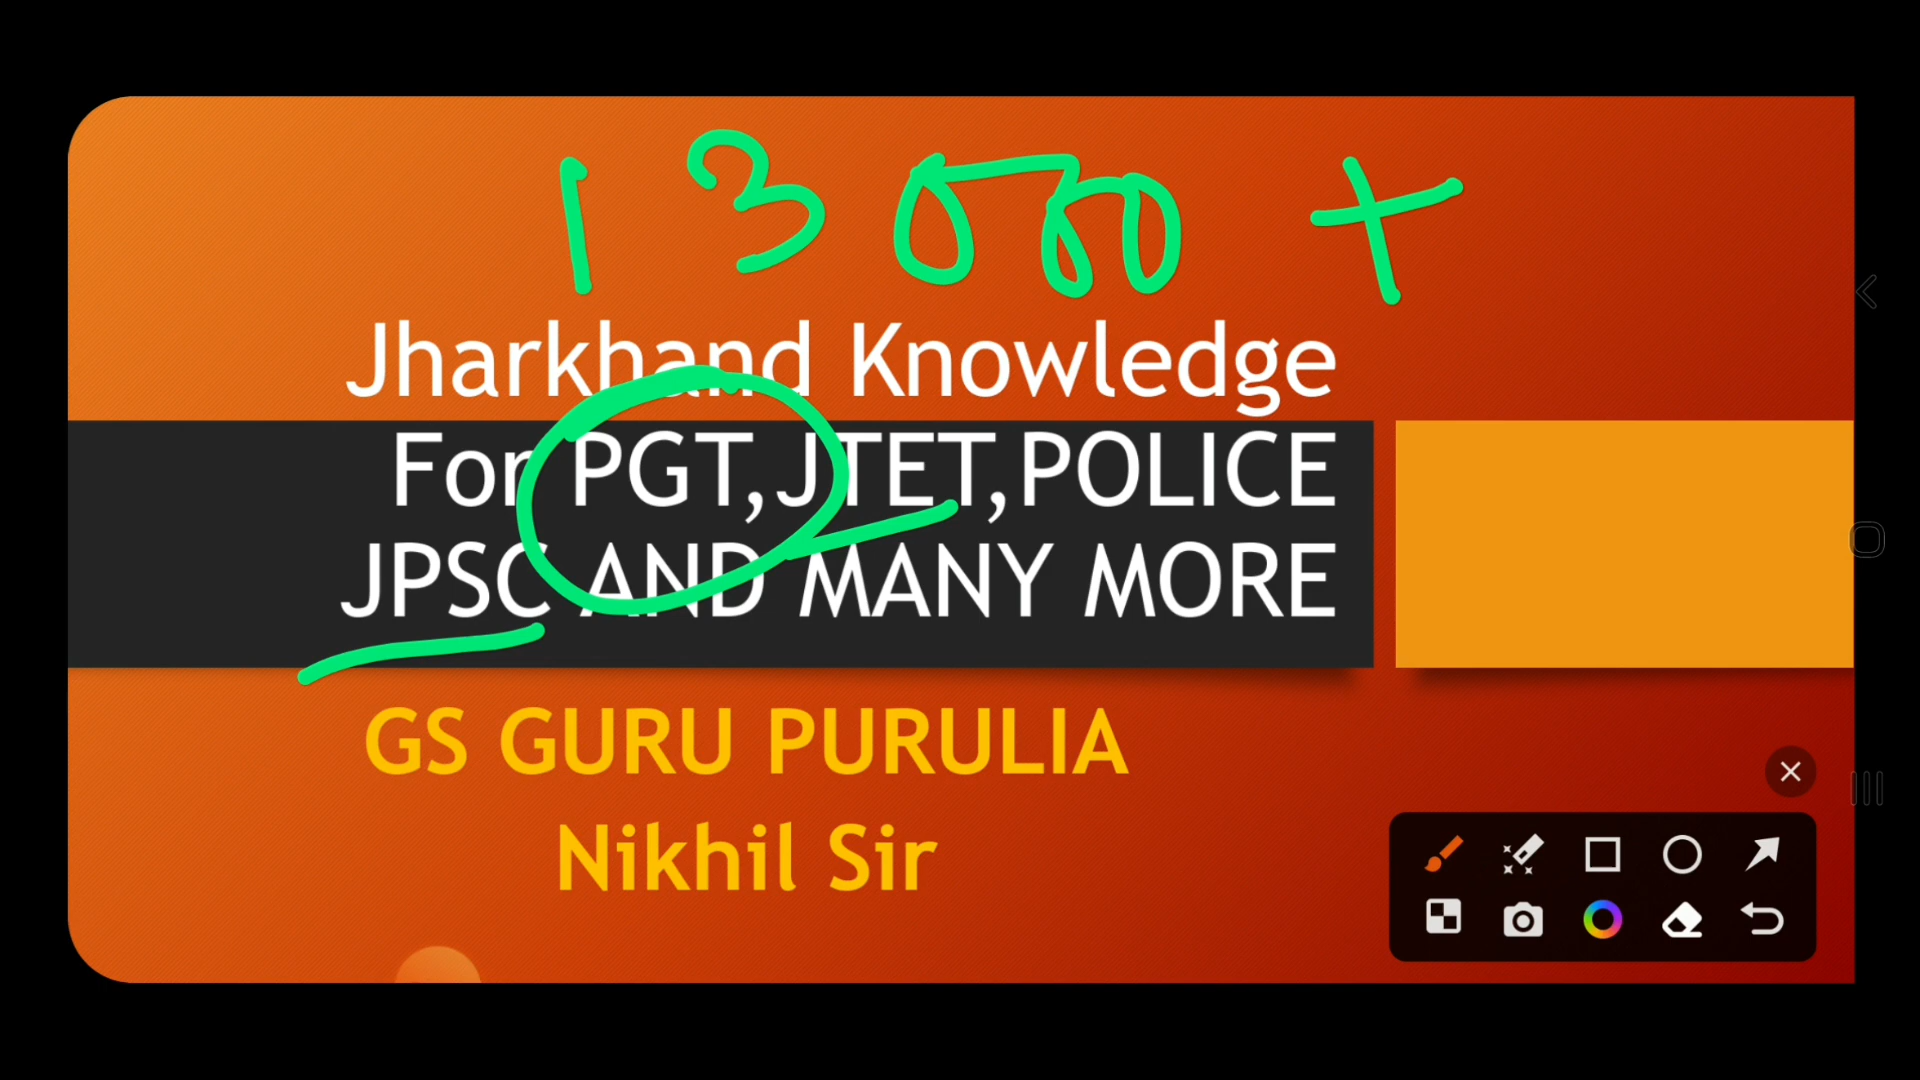 13000 +
Jharkhand Knowledge
For PGT,JTET,POLICE
JPSC AND MANY MORE
GS GURU PURULIA
Nikhil Sir